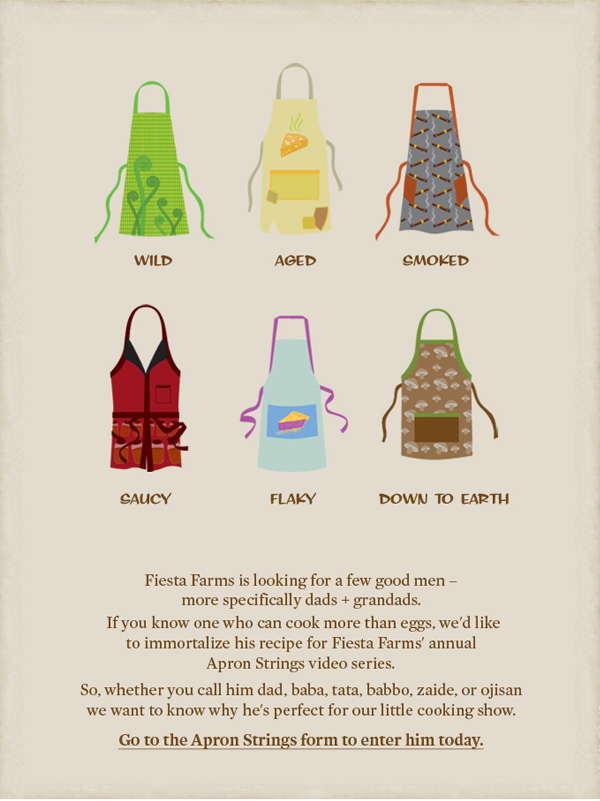 WILD
AGED
SMOKED
SAUCY
FLAKY
DOWN TO EARTH
Fiesta Farms is looking for a few good men –
more specifically dads + grandads.
If you know one who can cook more than eggs, we'd like
to immortalize his recipe for Fiesta Farms' annual
Apron Strings video series.
So, whether you call him dad, baba, tata, babbo, zaide, or ojisan
we want to know why he's perfect for our little cooking show.
Go to the Apron Strings form to enter him today.